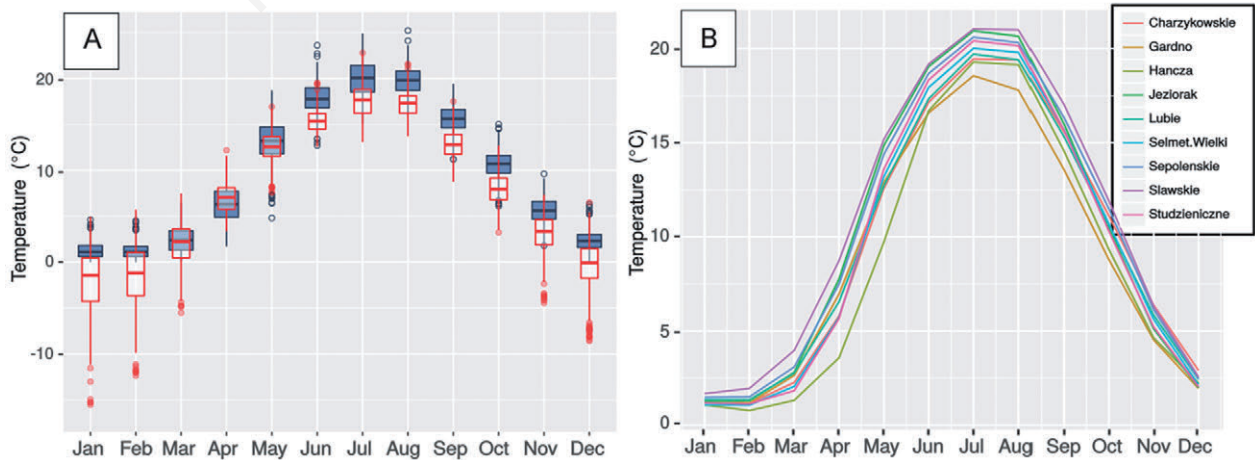 A
Temperature (°C)
20
10
0
-10
Jan Feb Mar Apr May Jun Jul Aug Sep Oct Nov Dec
B
Temperature (°C)
20
15
10
5
0
Jan Feb Mar Apr May Jun Jul Aug Sep Oct Nov Dec
Charzykowskie
Gardno
Hancza
Jeziorak
Lubie
Selmet.Wielki
Sepolenskie
Slawskie
Studzieniczne